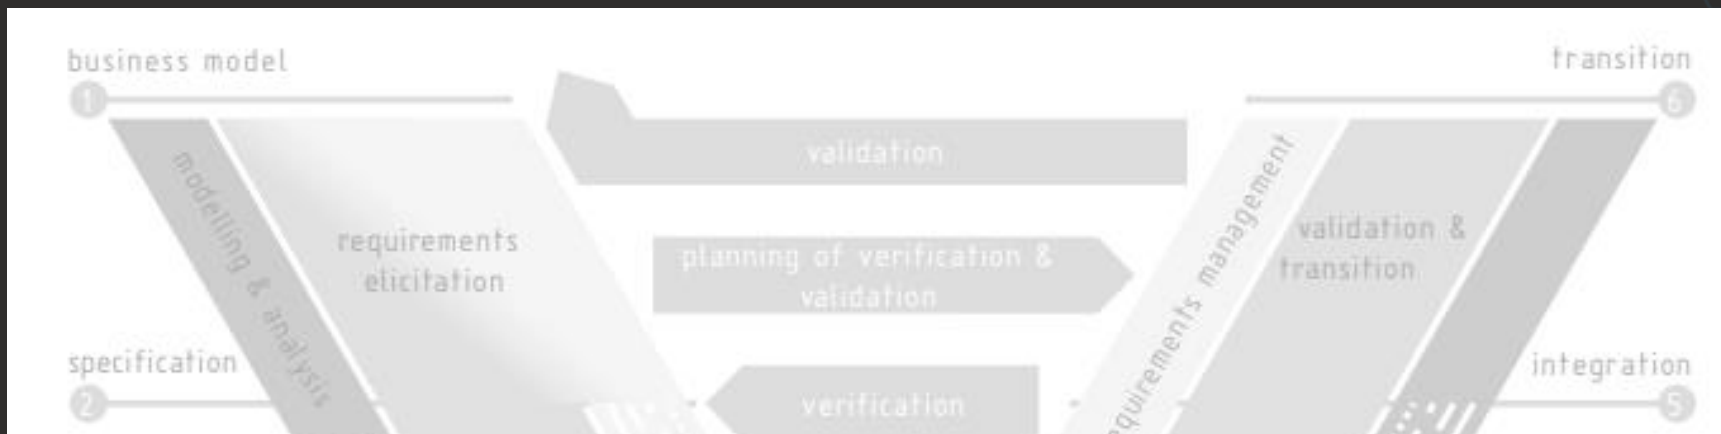 business model
transition
1
6
validation
modelling & analysis
requirements
elicitation
planning of verification &
validation
requirements management
validation &
transition
specification
integration
2
verification
5